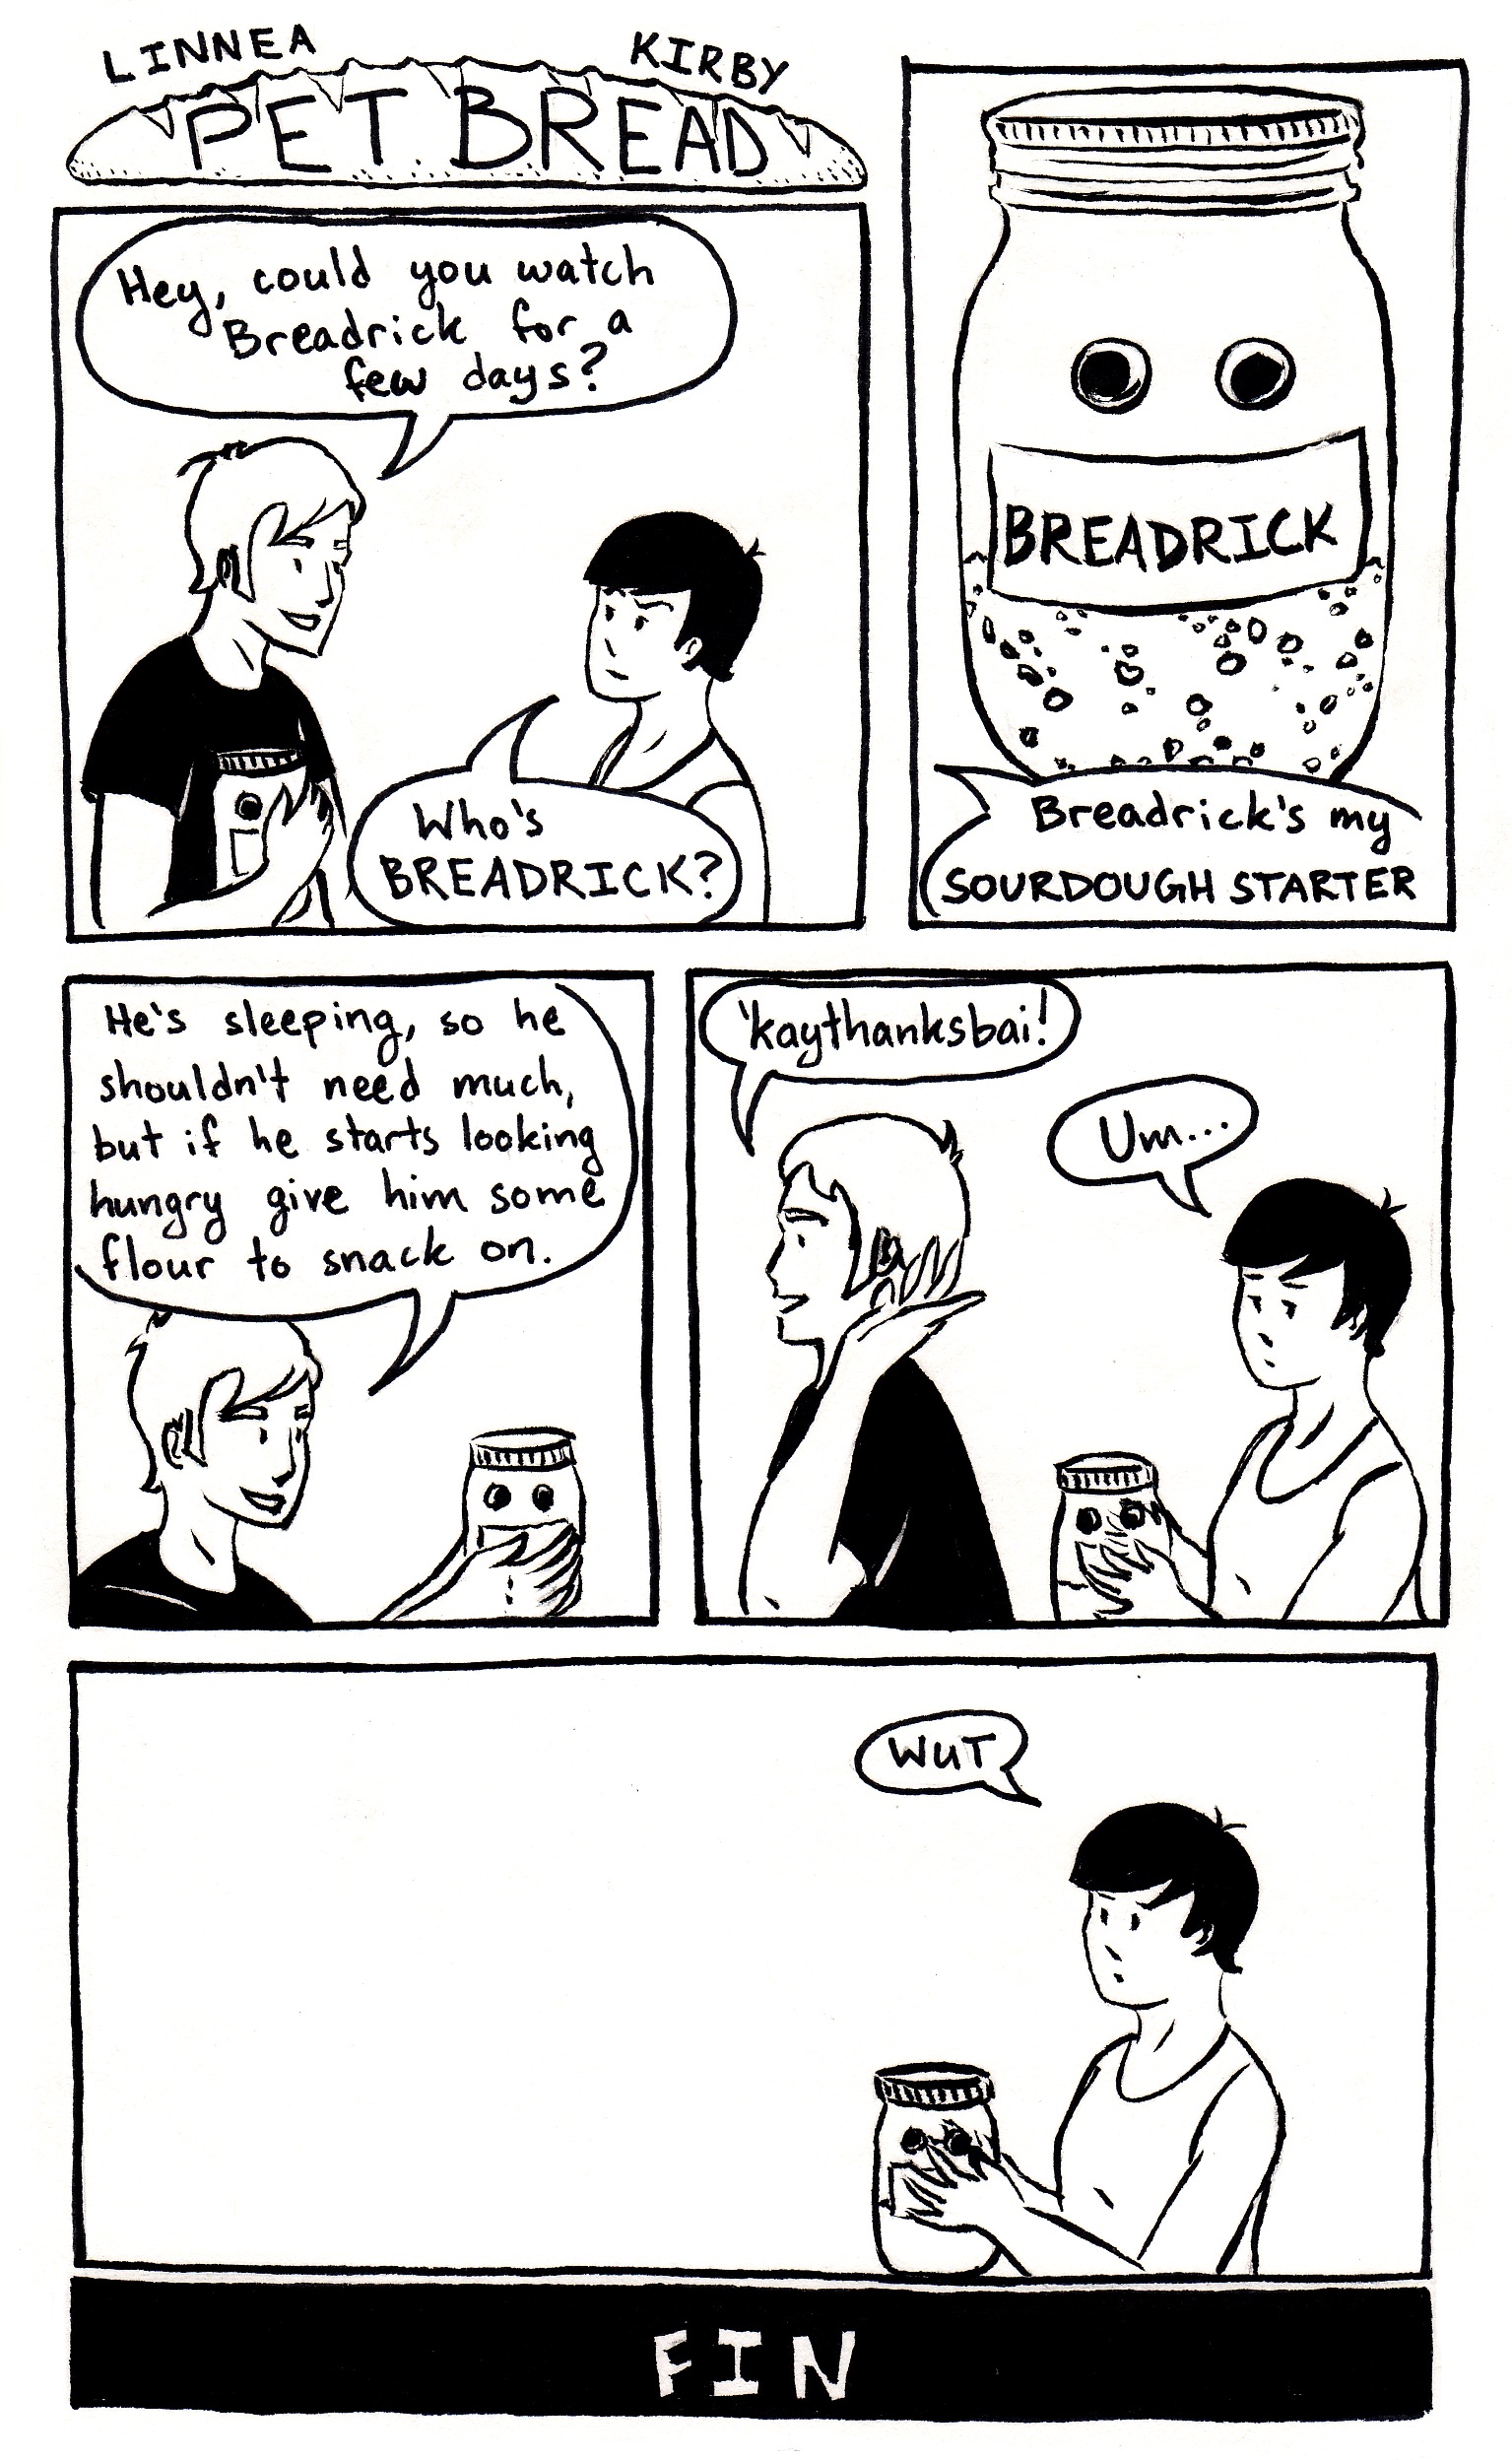 LINNEA KIRBY
PET BREAD
Hey, could you watch
Breadrick for a
few days?
Who's
BREADRICK?
BREADRICK
Breadrick's my
SOURDOUGH STARTER
He's sleeping, so he
shouldn't need much,
but if he starts looking
hungry give him some
flour to snack on.
'kaythanksbai!
Um...
WUT
FIN